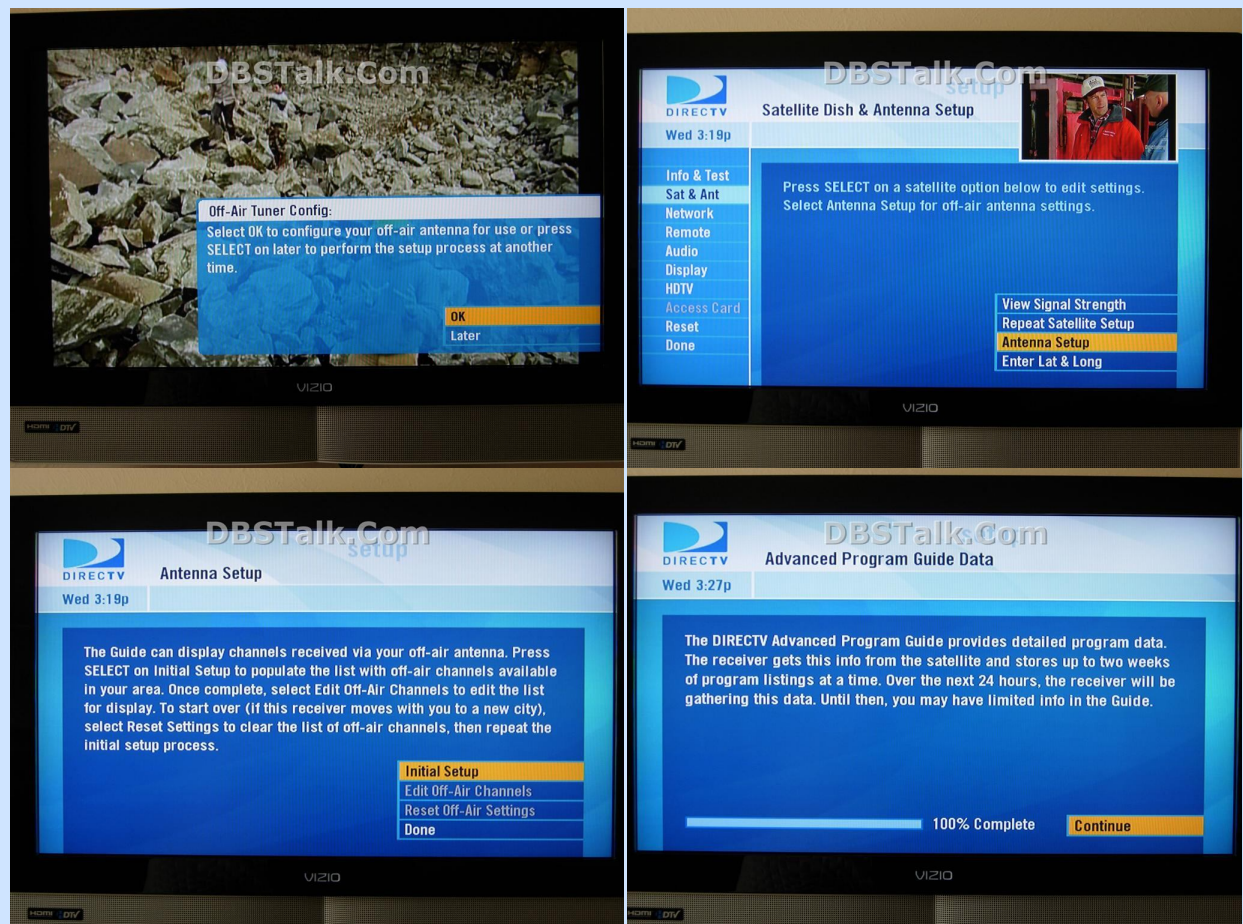 DBSTalk.Com
Off-Air Tuner Config:
Select OK to configure your off-air antenna for use or press
SELECT on later to perform the setup process at another
time.
OK
Later
VIZIO
HDMI DTV
DBSTalk.Com
setup
DIRECTV
Satellite Dish & Antenna Setup
Wed 3:19p
Info & Test
Sat & Ant
Network
Remote
Audio
Display
HDTV
Access Card
Reset
Done
Press SELECT on a satellite option below to edit settings.
Select Antenna Setup for off-air antenna settings.
View Signal Strength
Repeat Satellite Setup
Antenna Setup
Enter Lat & Long
VIZIO
HDMI DTV
DBSTalk.Com
setup
DIRECTV
Antenna Setup
Wed 3:19p
The Guide can display channels received via your off-air antenna. Press
SELECT on Initial Setup to populate the list with off-air channels available
in your area. Once complete, select Edit Off-Air Channels to edit the list
for display. To start over (if this receiver moves with you to a new city),
select Reset Settings to clear the list of off-air channels, then repeat the
initial setup process.
Initial Setup
Edit Off-Air Channels
Reset Off-Air Settings
Done
VIZIO
HDMI DTV
DBSTalk.Com
DIRECTV
Advanced Program Guide Data
Wed 3:27p
The DIRECTV Advanced Program Guide provides detailed program data.
The receiver gets this info from the satellite and stores up to two weeks
of program listings at a time. Over the next 24 hours, the receiver will be
gathering this data. Until then, you may have limited info in the Guide.
100% Complete
Continue
VIZIO
HDMI DTV